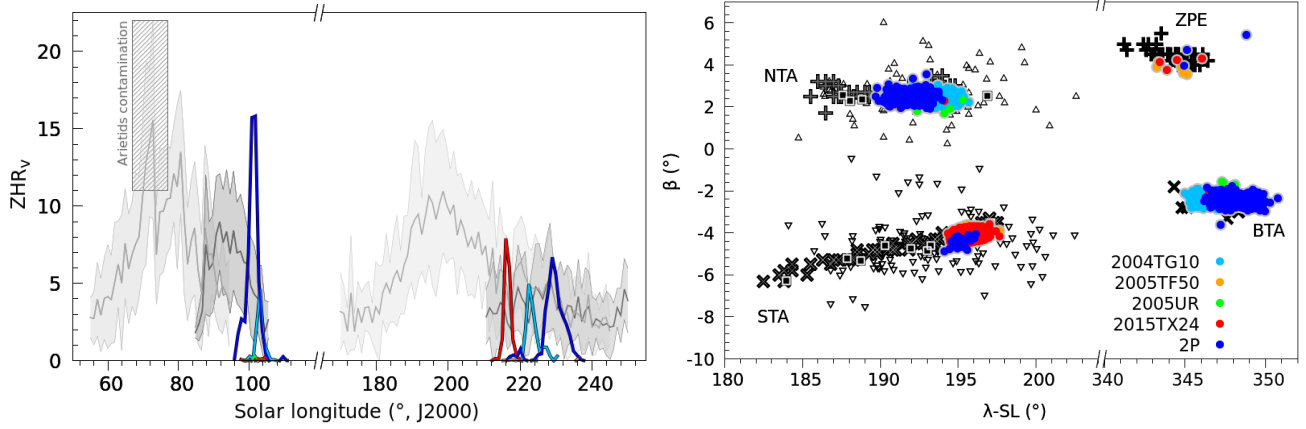 20
15
10
5
0
ZHRv
Arietids contamination
60
80
100
180
200
220
240
Solar longitude (°, J2000)
6
4
2
0
-2
-4
-6
-8
-10
β (°)
NTA
STA
ZPE
BTA
2004TG10
2005TF50
2005UR
2015TX24
2P
180
185
190
195
200
340
345
350
λ-SL (°)